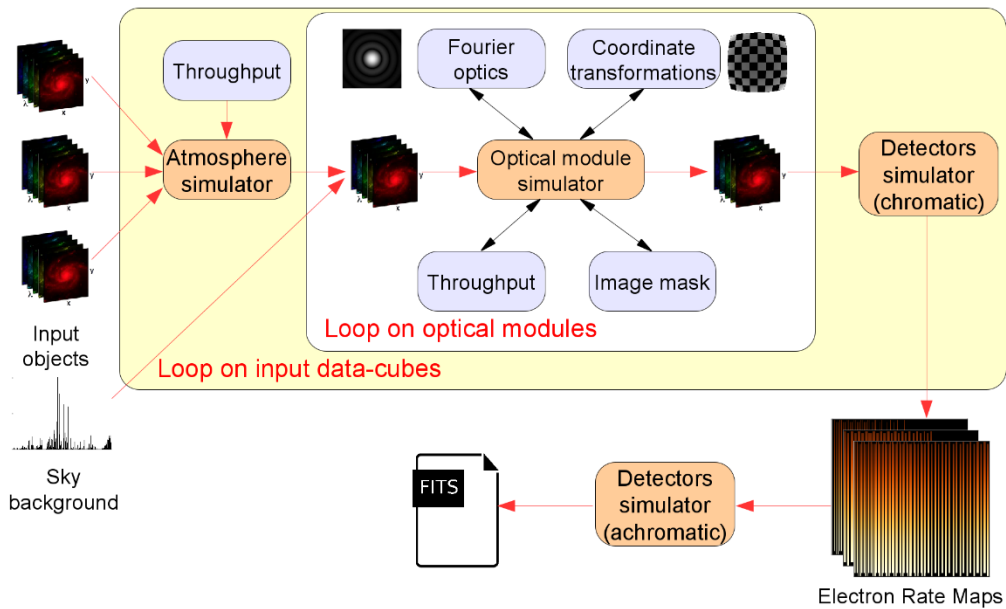 Throughput
Fourier
optics
Coordinate
transformations
y
λ
x
y
λ
x
y
λ
x
Atmosphere
simulator
y
λ
x
Optical module
simulator
y
λ
x
Detectors
simulator
(chromatic)
Throughput
Image mask
Loop on optical modules
Input
objects
Loop on input data-cubes
Sky
background
FITS
Detectors
simulator
(achromatic)
Electron Rate Maps